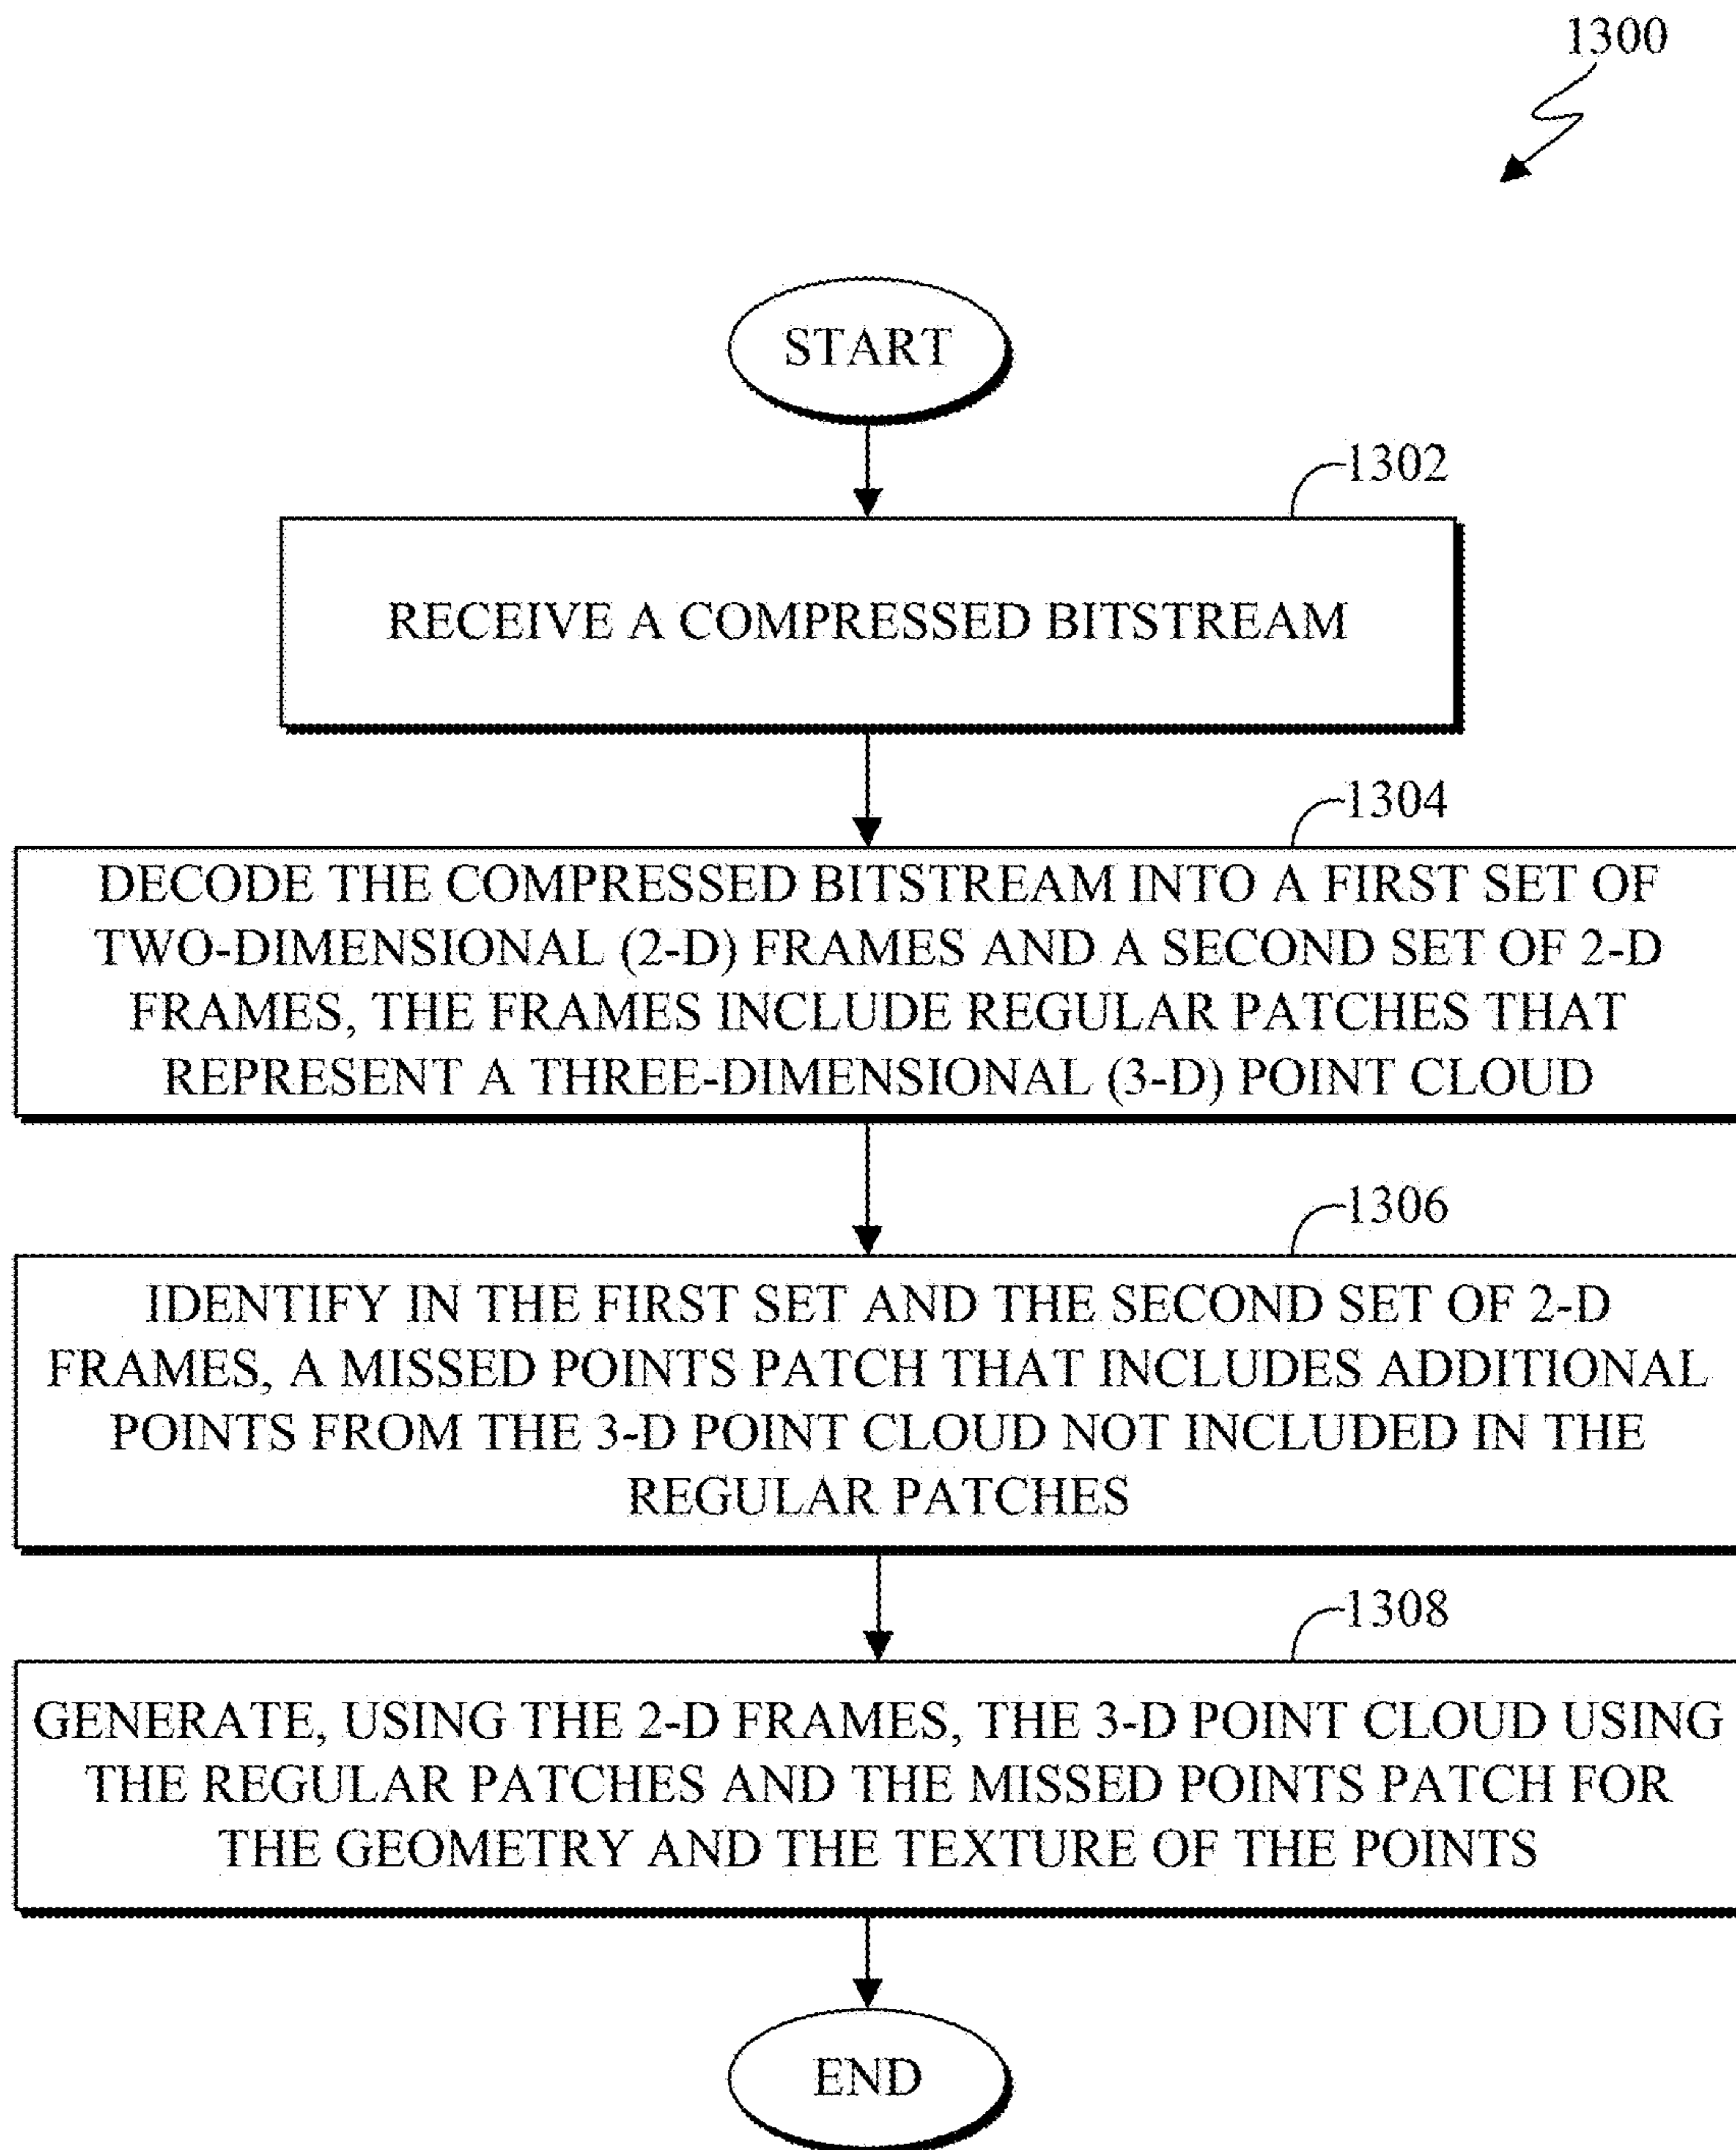 1300
START
1302
RECEIVE A COMPRESSED BITSTREAM
1304
DECODE THE COMPRESSED BITSTREAM INTO A FIRST SET OF
TWO-DIMENSIONAL (2-D) FRAMES AND A SECOND SET OF 2-D
FRAMES, THE FRAMES INCLUDE REGULAR PATCHES THAT
REPRESENT A THREE-DIMENSIONAL (3-D) POINT CLOUD
1306
IDENTIFY IN THE FIRST SET AND THE SECOND SET OF 2-D
FRAMES, A MISSED POINTS PATCH THAT INCLUDES ADDITIONAL
POINTS FROM THE 3-D POINT CLOUD NOT INCLUDED IN THE
REGULAR PATCHES
1308
GENERATE, USING THE 2-D FRAMES, THE 3-D POINT CLOUD USING
THE REGULAR PATCHES AND THE MISSED POINTS PATCH FOR
THE GEOMETRY AND THE TEXTURE OF THE POINTS
END